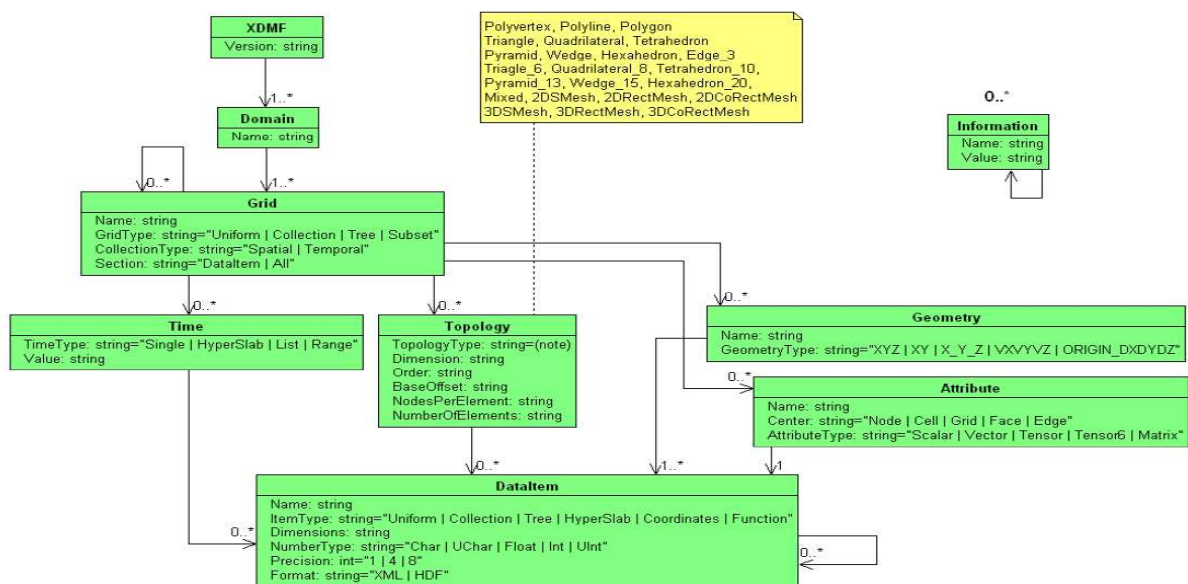 XDMF
Version: string
1..*
Domain
Name: string
0..*
1..*
Polyvertex, Polyline, Polygon
Triangle, Quadrilateral, Tetrahedron
Pyramid, Wedge, Hexahedron, Edge_3
Triagle_6, Quadrilateral_8, Tetrahedron_10,
Pyramid_13, Wedge_15, Hexahedron_20,
Mixed, 2DSMesh, 2DRectMesh, 2DCoRectMesh
3DSMesh, 3DRectMesh, 3DCoRectMesh
0..*
Information
Name: string
Value: string
Grid
Name: string
GridType: string="Uniform | Collection | Tree | Subset"
CollectionType: string="Spatial | Temporal"
Section: string="DataItem | All"
0..*
0..*
0..*
Time
TimeType: string="Single | HyperSlab | List | Range"
Value: string
Topology
TopologyType: string=(note)
Dimension: string
Order: string
BaseOffset: string
NodesPerElement: string
NumberOfElements: string
Geometry
Name: string
GeometryType: string="XYZ | XY | X_Y_Z | VXVYVZ | ORIGIN_DXDYDZ"
0..*
Attribute
Name: string
Center: string="Node | Cell | Grid | Face | Edge"
AttributeType: string="Scalar | Vector | Tensor | Tensor6 | Matrix"
0..*
1..*
1
DataItem
Name: string
ItemType: string="Uniform | Collection | Tree | HyperSlab | Coordinates | Function"
Dimensions: string
NumberType: string="Char | UChar | Float | Int | UInt"
Precision: int="1 | 4 | 8"
Format: string="XML | HDF"
0..*
0..*